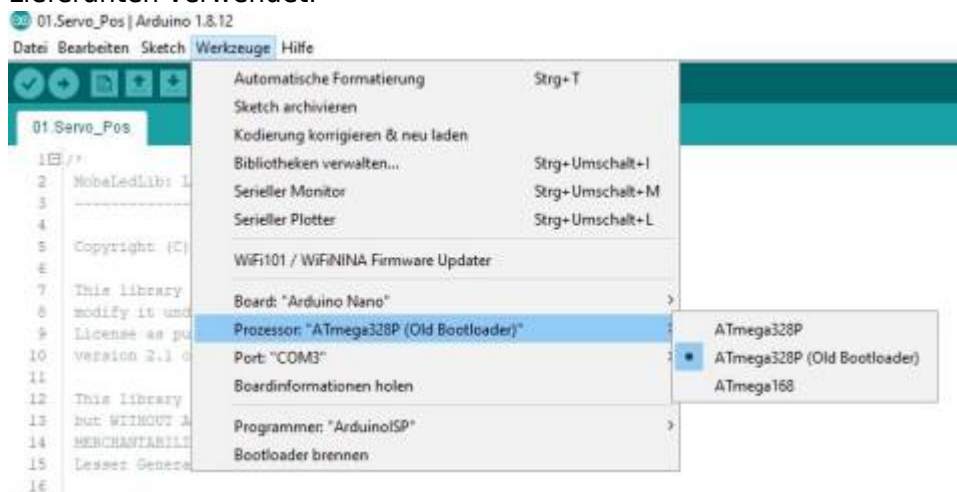 Lieferanten verwendet.
01.Servo_Pos | Arduino 1.8.12
Datei Bearbeiten Sketch Werkzeuge Hilfe
01.Servo_Pos
Automatische Formatierung Strg+T
Sketch archivieren
Kodierung korrigieren & neu laden
Bibliotheken verwalten... Strg+Umschalt+I
Serieller Monitor Strg+Umschalt+M
Serieller Plotter Strg+Umschalt+L
WiFi101 / WiFiNINA Firmware Updater
Board: "Arduino Nano"
Prozessor: "ATmega328P (Old Bootloader)"
Port: "COM3"
Boardinformationen holen
Programmer: "ArduinoISP"
Bootloader brennen
ATmega328P
ATmega328P (Old Bootloader)
ATmega168
1 /*
2 MobaLedLib: L
3 --------------
4
5 Copyright (C)
6
7 This library
8 modify it und
9 License as pu
10 version 2.1 o
11
12 This library
13 but WITHOUT A
14 MERCHANTABILI
15 Lesser Genera
16